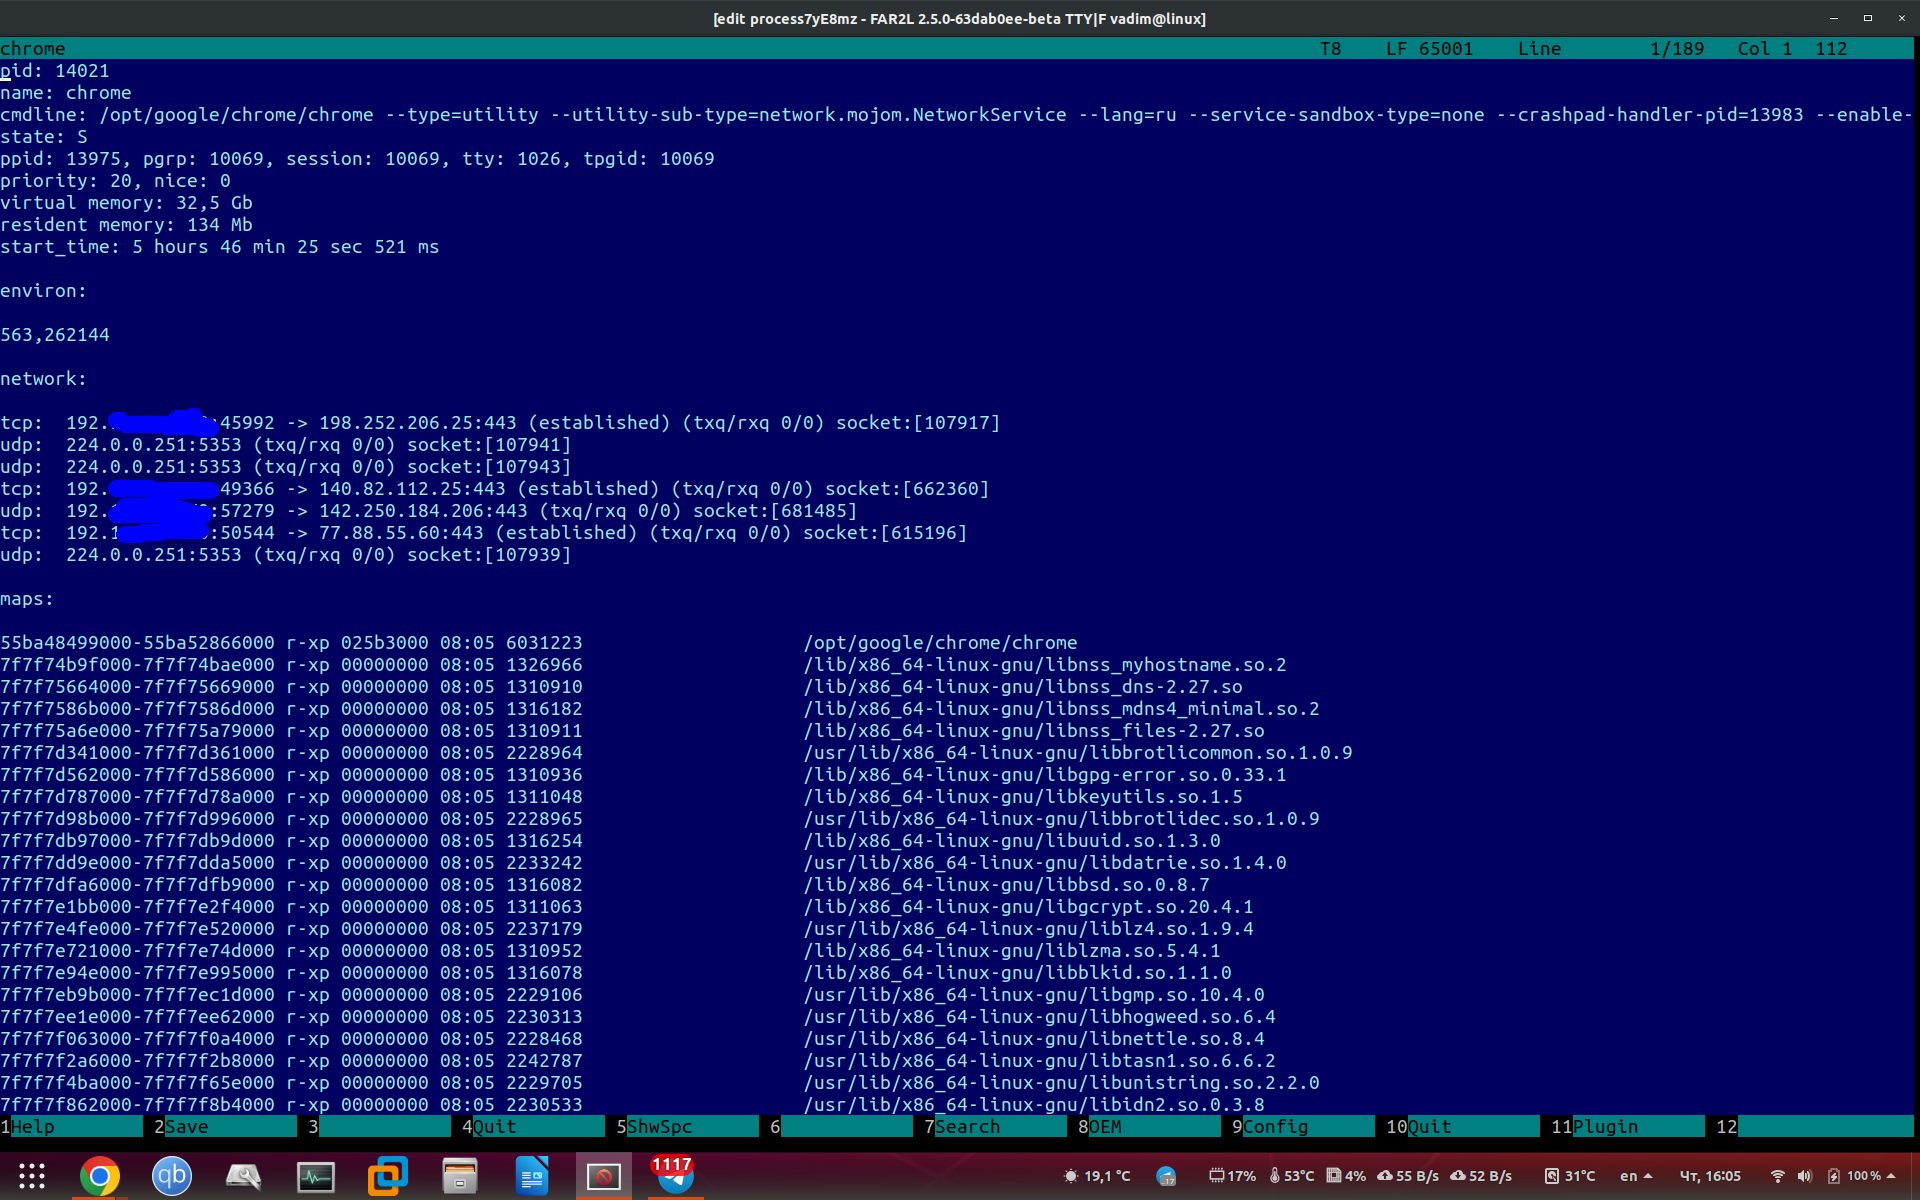 [edit process7yE8mz - FAR2L 2.5.0-63dab0ee-beta TTY|F vadim@linux]
chrome T8 LF 65001 Line 1/189 Col 1 112
pid: 14021
name: chrome
cmdline: /opt/google/chrome/chrome --type=utility --utility-sub-type=network.mojom.NetworkService --lang=ru --service-sandbox-type=none --crashpad-handler-pid=13983 --enable-
state: S
ppid: 13975, pgrp: 10069, session: 10069, tty: 1026, tpgid: 10069
priority: 20, nice: 0
virtual memory: 32,5 Gb
resident memory: 134 Mb
start_time: 5 hours 46 min 25 sec 521 ms
environ:
563,262144
network:
tcp: 192. :45992 -> 198.252.206.25:443 (established) (txq/rxq 0/0) socket:[107917]
udp: 224.0.0.251:5353 (txq/rxq 0/0) socket:[107941]
udp: 224.0.0.251:5353 (txq/rxq 0/0) socket:[107943]
tcp: 192. 49366 -> 140.82.112.25:443 (established) (txq/rxq 0/0) socket:[662360]
udp: 192. :57279 -> 142.250.184.206:443 (txq/rxq 0/0) socket:[681485]
tcp: 192.1 :50544 -> 77.88.55.60:443 (established) (txq/rxq 0/0) socket:[615196]
udp: 224.0.0.251:5353 (txq/rxq 0/0) socket:[107939]
maps:
55ba48499000-55ba52866000 r-xp 025b3000 08:05 6031223 /opt/google/chrome/chrome
7f7f74b9f000-7f7f74bae000 r-xp 00000000 08:05 1326966 /lib/x86_64-linux-gnu/libnss_myhostname.so.2
7f7f75664000-7f7f75669000 r-xp 00000000 08:05 1310910 /lib/x86_64-linux-gnu/libnss_dns-2.27.so
7f7f7586b000-7f7f7586d000 r-xp 00000000 08:05 1316182 /lib/x86_64-linux-gnu/libnss_mdns4_minimal.so.2
7f7f75a6e000-7f7f75a79000 r-xp 00000000 08:05 1310911 /lib/x86_64-linux-gnu/libnss_files-2.27.so
7f7f7d341000-7f7f7d361000 r-xp 00000000 08:05 2228964 /usr/lib/x86_64-linux-gnu/libbrotlicommon.so.1.0.9
7f7f7d562000-7f7f7d586000 r-xp 00000000 08:05 1310936 /lib/x86_64-linux-gnu/libgpg-error.so.0.33.1
7f7f7d787000-7f7f7d78a000 r-xp 00000000 08:05 1311048 /lib/x86_64-linux-gnu/libkeyutils.so.1.5
7f7f7d98b000-7f7f7d996000 r-xp 00000000 08:05 2228965 /usr/lib/x86_64-linux-gnu/libbrotlidec.so.1.0.9
7f7f7db97000-7f7f7db9d000 r-xp 00000000 08:05 1316254 /lib/x86_64-linux-gnu/libuuid.so.1.3.0
7f7f7dd9e000-7f7f7dda5000 r-xp 00000000 08:05 2233242 /usr/lib/x86_64-linux-gnu/libdatrie.so.1.4.0
7f7f7dfa6000-7f7f7dfb9000 r-xp 00000000 08:05 1316082 /lib/x86_64-linux-gnu/libbsd.so.0.8.7
7f7f7e1bb000-7f7f7e2f4000 r-xp 00000000 08:05 1311063 /lib/x86_64-linux-gnu/libgcrypt.so.20.4.1
7f7f7e4fe000-7f7f7e520000 r-xp 00000000 08:05 2237179 /usr/lib/x86_64-linux-gnu/liblz4.so.1.9.4
7f7f7e721000-7f7f7e74d000 r-xp 00000000 08:05 1310952 /lib/x86_64-linux-gnu/liblzma.so.5.4.1
7f7f7e94e000-7f7f7e995000 r-xp 00000000 08:05 1316078 /lib/x86_64-linux-gnu/libblkid.so.1.1.0
7f7f7eb9b000-7f7f7ec1d000 r-xp 00000000 08:05 2229106 /usr/lib/x86_64-linux-gnu/libgmp.so.10.4.0
7f7f7ee1e000-7f7f7ee62000 r-xp 00000000 08:05 2230313 /usr/lib/x86_64-linux-gnu/libhogweed.so.6.4
7f7f7f063000-7f7f7f0a4000 r-xp 00000000 08:05 2228468 /usr/lib/x86_64-linux-gnu/libnettle.so.8.4
7f7f7f2a6000-7f7f7f2b8000 r-xp 00000000 08:05 2242787 /usr/lib/x86_64-linux-gnu/libtasn1.so.6.6.2
7f7f7f4ba000-7f7f7f65e000 r-xp 00000000 08:05 2229705 /usr/lib/x86_64-linux-gnu/libunistring.so.2.2.0
7f7f7f862000-7f7f7f8b4000 r-xp 00000000 08:05 2230533 /usr/lib/x86_64-linux-gnu/libidn2.so.0.3.8
1Help 2Save 3 4Quit 5ShwSpc 6 7Search 8OEM 9Config 10Quit 11Plugin 12
qb 1117 19,1 °C 17 17% 53°C 4% 55 B/s 52 B/s 31°C en Чт, 16:05 100 %